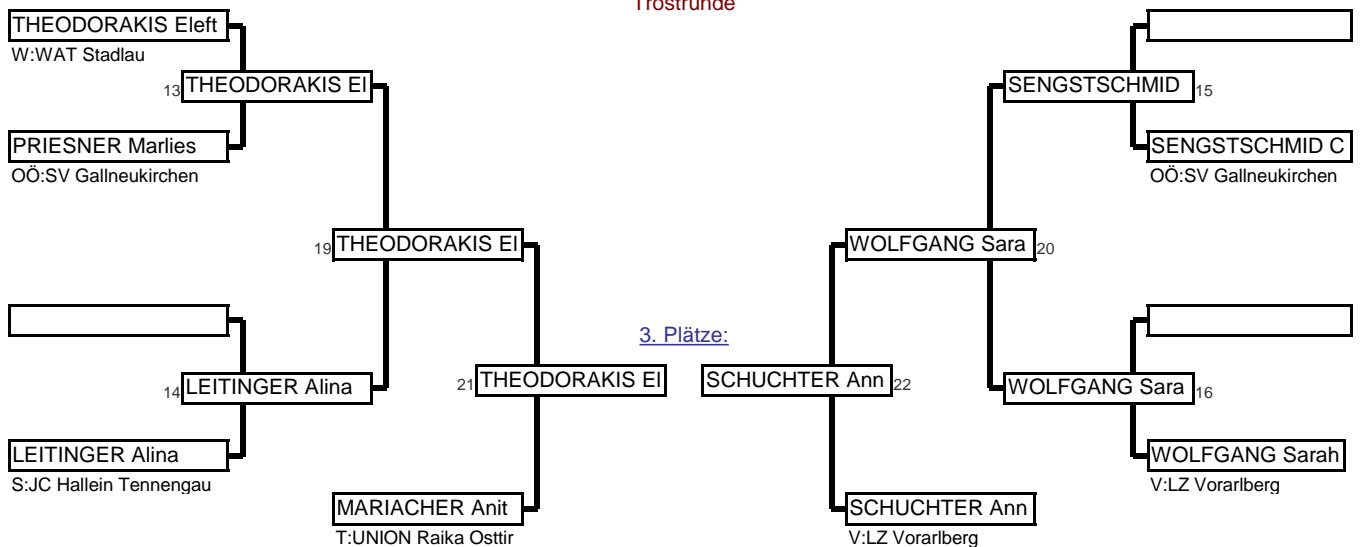 Trostrunde
THEODORAKIS Eleft
W:WAT Stadlau
13 THEODORAKIS El
SENGSTSCHMID 15
PRIESNER Marlies
SENGSTSCHMID C
OÖ:SV Gallneukirchen
OÖ:SV Gallneukirchen
19 THEODORAKIS El
WOLFGANG Sara 20
3. Plätze:
14 LEITINGER Alina
21 THEODORAKIS El
SCHUCHTER Ann 22
WOLFGANG Sara 16
LEITINGER Alina
WOLFGANG Sarah
S:JC Hallein Tennengau
V:LZ Vorarlberg
MARIACHER Anit
SCHUCHTER Ann
T:UNION Raika Osttir
V:LZ Vorarlberg